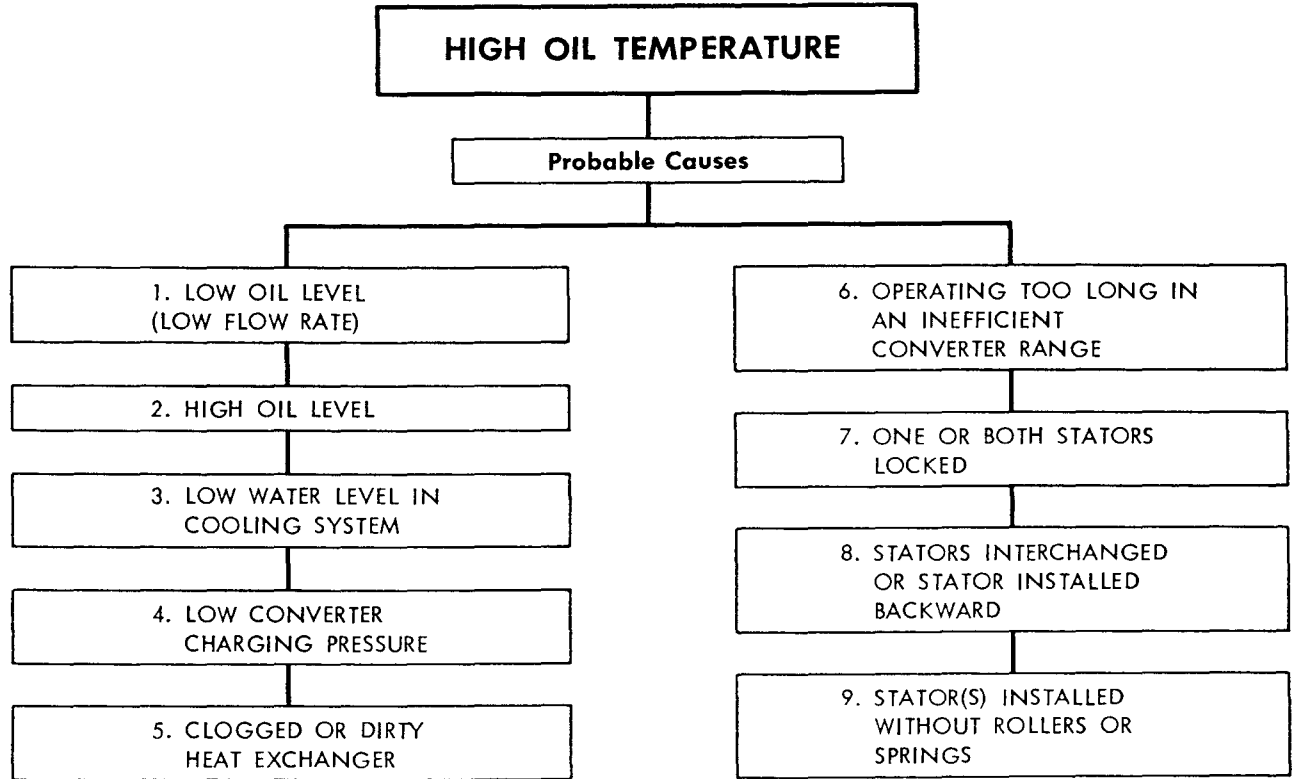 HIGH OIL TEMPERATURE
Probable Causes
1. LOW OIL LEVEL
(LOW FLOW RATE)
2. HIGH OIL LEVEL
3. LOW WATER LEVEL IN
COOLING SYSTEM
4. LOW CONVERTER
CHARGING PRESSURE
5. CLOGGED OR DIRTY
HEAT EXCHANGER
6. OPERATING TOO LONG IN
AN INEFFICIENT
CONVERTER RANGE
7. ONE OR BOTH STATORS
LOCKED
8. STATORS INTERCHANGED
OR STATOR INSTALLED
BACKWARD
9. STATOR(S) INSTALLED
WITHOUT ROLLERS OR
SPRINGS